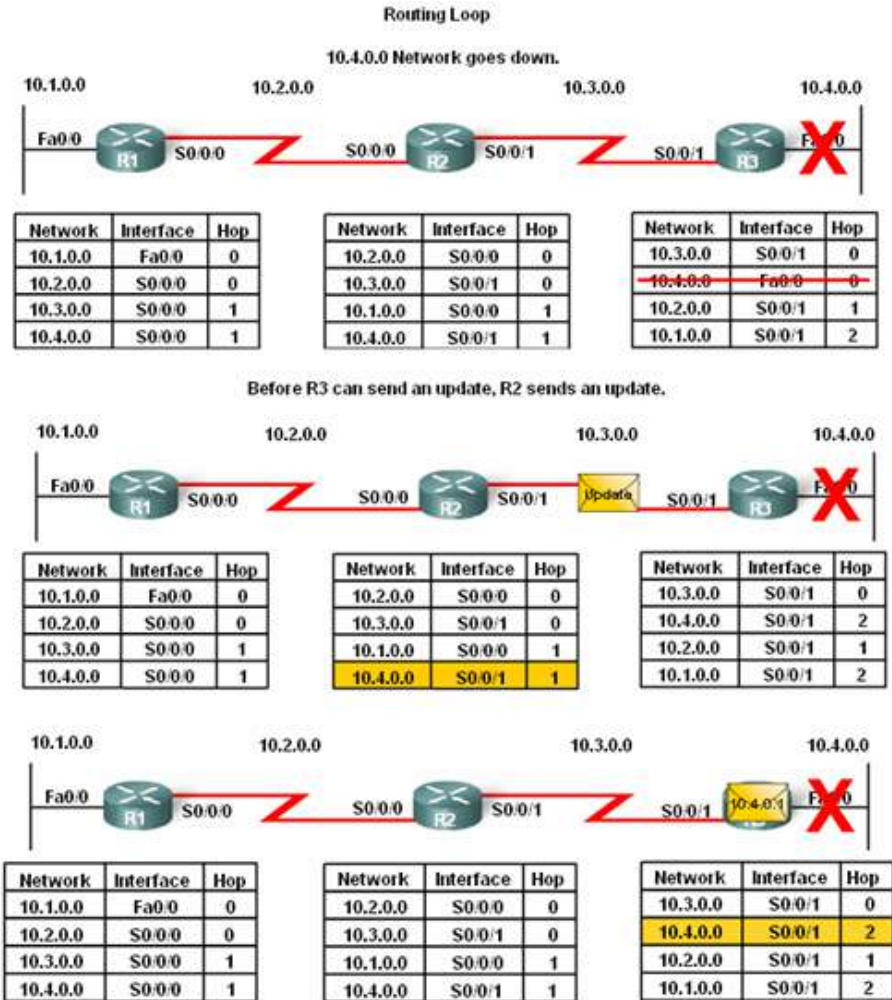 Routing Loop
10.4.0.0 Network goes down.
10.1.0.0 10.2.0.0 10.3.0.0 10.4.0.0
Fa0/0 R1 S0/0/0 S0/0/0 R2 S0/0/1 S0/0/1 R3
Network Interface Hop Network Interface Hop Network Interface Hop
10.1.0.0 Fa0/0 0 10.2.0.0 S0/0/0 0 10.3.0.0 S0/0/1 0
10.2.0.0 S0/0/0 0 10.3.0.0 S0/0/1 0 10.4.0.0 Fa0/0 0
10.3.0.0 S0/0/0 1 10.1.0.0 S0/0/0 1 10.2.0.0 S0/0/1 1
10.4.0.0 S0/0/0 1 10.4.0.0 S0/0/1 1 10.1.0.0 S0/0/1 2
Before R3 can send an update, R2 sends an update.
10.1.0.0 10.2.0.0 10.3.0.0 10.4.0.0
Fa0/0 R1 S0/0/0 S0/0/0 R2 S0/0/1 Update S0/0/1 R3
Network Interface Hop Network Interface Hop Network Interface Hop
10.1.0.0 Fa0/0 0 10.2.0.0 S0/0/0 0 10.3.0.0 S0/0/1 0
10.2.0.0 S0/0/0 0 10.3.0.0 S0/0/1 0 10.4.0.0 S0/0/1 2
10.3.0.0 S0/0/0 1 10.1.0.0 S0/0/0 1 10.2.0.0 S0/0/1 1
10.4.0.0 S0/0/0 1 10.4.0.0 S0/0/1 1 10.1.0.0 S0/0/1 2
10.1.0.0 10.2.0.0 10.3.0.0 10.4.0.0
Fa0/0 R1 S0/0/0 S0/0/0 R2 S0/0/1 S0/0/1 10.4.0.1
Network Interface Hop Network Interface Hop Network Interface Hop
10.1.0.0 Fa0/0 0 10.2.0.0 S0/0/0 0 10.3.0.0 S0/0/1 0
10.2.0.0 S0/0/0 0 10.3.0.0 S0/0/1 0 10.4.0.0 S0/0/1 2
10.3.0.0 S0/0/0 1 10.1.0.0 S0/0/0 1 10.2.0.0 S0/0/1 1
10.4.0.0 S0/0/0 1 10.4.0.0 S0/0/1 1 10.1.0.0 S0/0/1 2